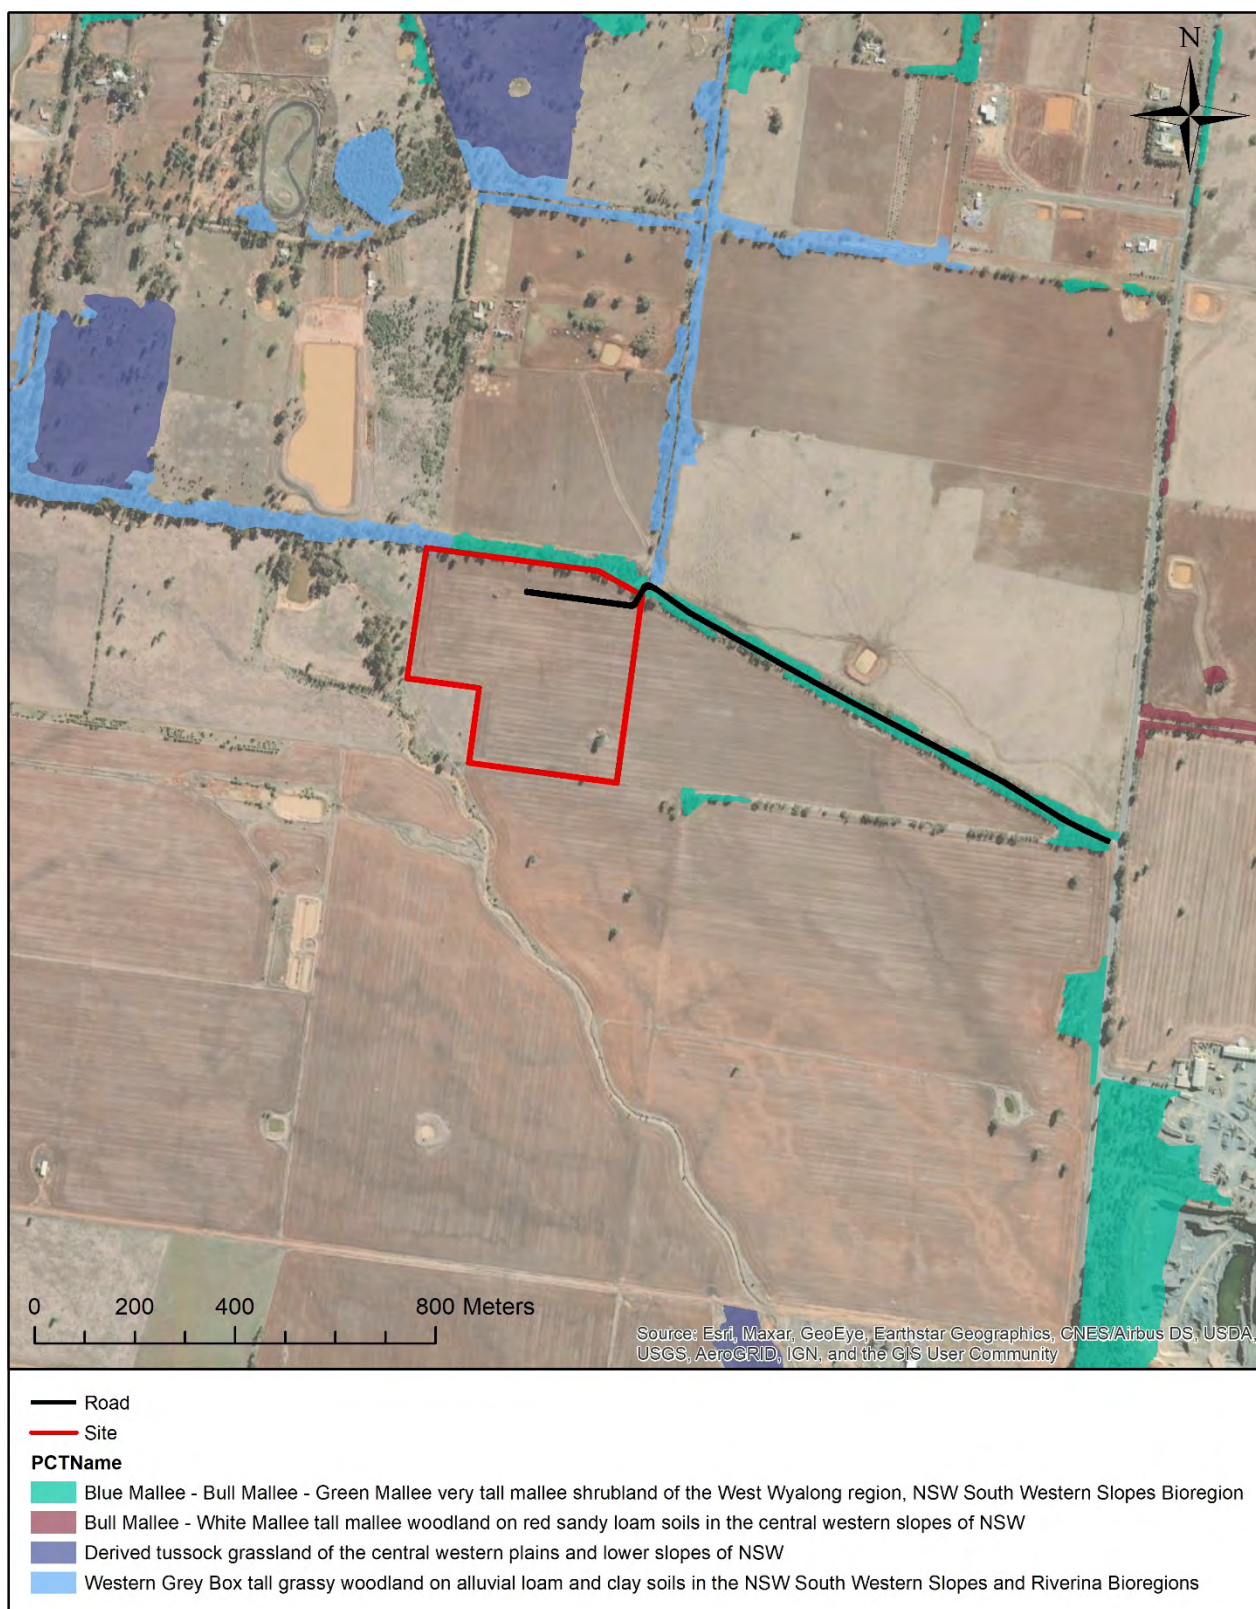 N
0 200 400 800 Meters
Source: Esri, Maxar, GeoEye, Earthstar Geographics, CNES/Airbus DS, USDA,
USGS, AeroGRID, IGN, and the GIS User Community
Road
Site
PCTName
Blue Mallee - Bull Mallee - Green Mallee very tall mallee shrubland of the West Wyalong region, NSW South Western Slopes Bioregion
Bull Mallee - White Mallee tall mallee woodland on red sandy loam soils in the central western slopes of NSW
Derived tussock grassland of the central western plains and lower slopes of NSW
Western Grey Box tall grassy woodland on alluvial loam and clay soils in the NSW South Western Slopes and Riverina Bioregions